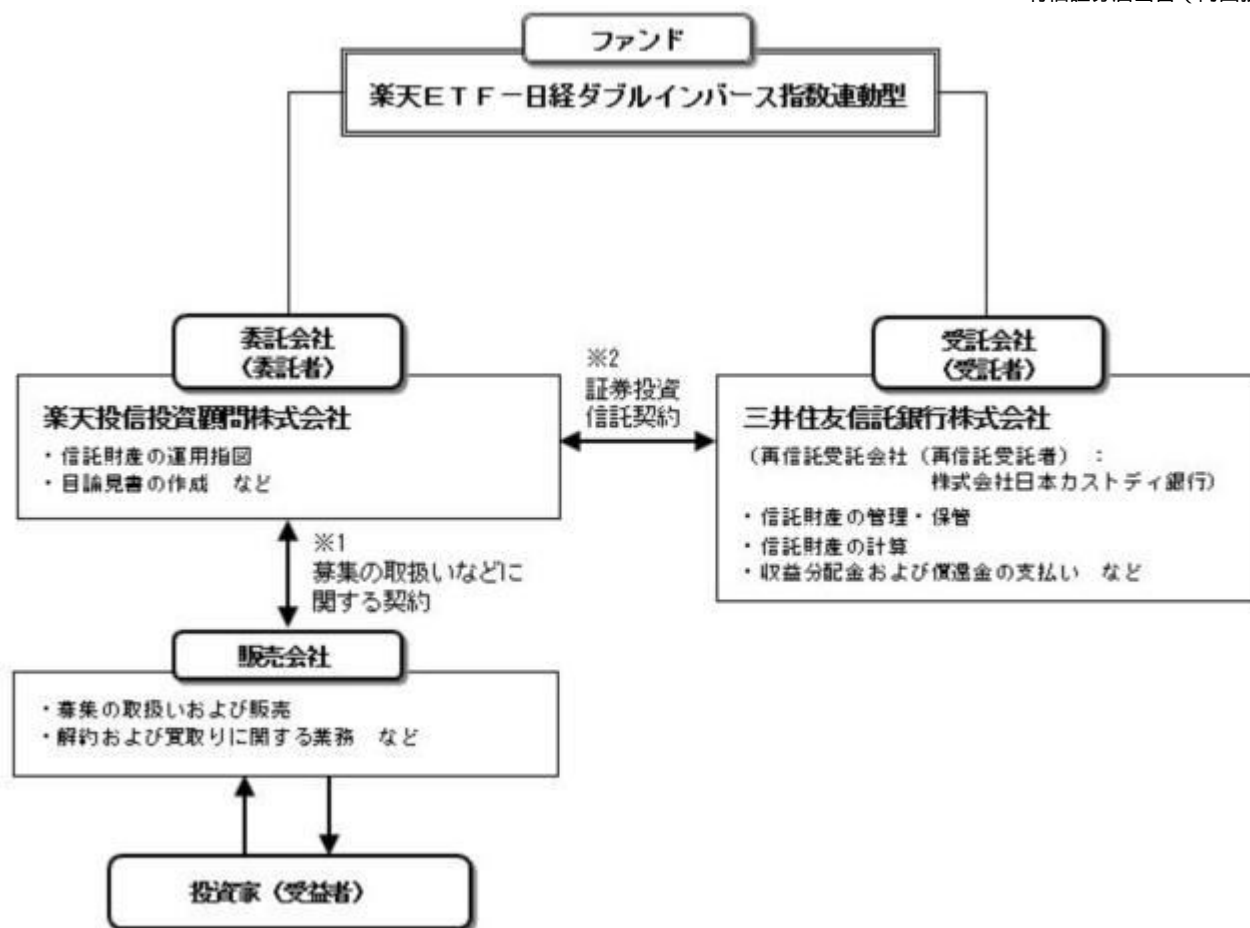 ファンド
楽天ETF－日経ダブルインバース指数連動型
委託会社
（委託者）
楽天投信投資顧問株式会社
・信託財産の運用指図
・目論見書の作成　など
※2
証券投資
信託契約
受託会社
（受託者）
三井住友信託銀行株式会社
（再信託受託会社（再信託受託者）：
株式会社日本カストディ銀行）
・信託財産の管理・保管
・信託財産の計算
・収益分配金および償還金の支払い　など
※1
募集の取扱いなどに
関する契約
販売会社
・募集の取扱いおよび販売
・解約および買取りに関する業務　など
投資家（受益者）